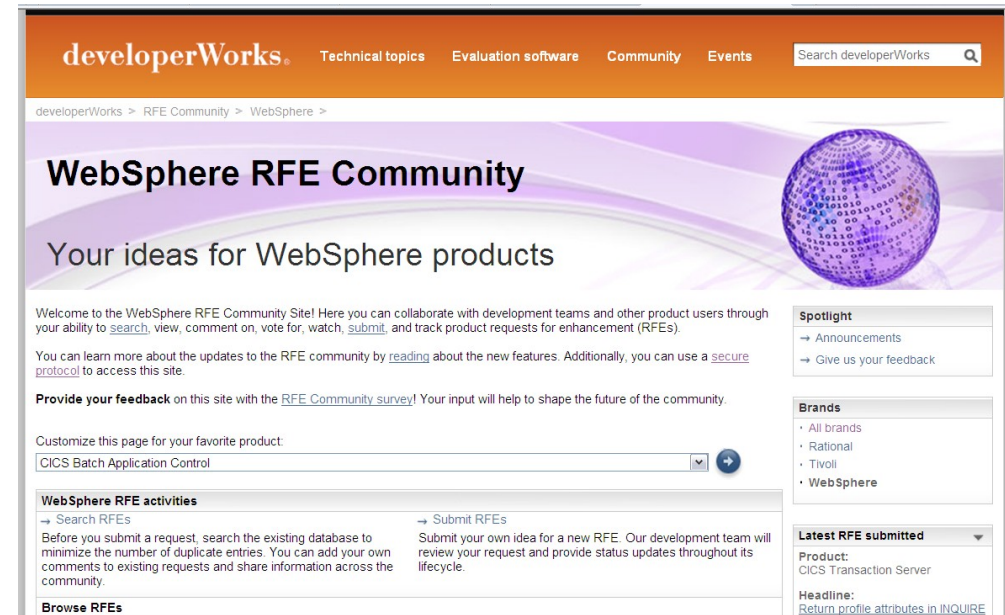 developerWorks.
Technical topics
Evaluation software
Community
Events
Search developerWorks
developerWorks > RFE Community > WebSphere >
WebSphere RFE Community
Your ideas for WebSphere products
Welcome to the WebSphere RFE Community Site! Here you can collaborate with development teams and other product users through
your ability to search, view, comment on, vote for, watch, submit, and track product requests for enhancement (RFEs).
You can learn more about the updates to the RFE community by reading about the new features. Additionally, you can use a secure
protocol to access this site.
Provide your feedback on this site with the RFE Community survey! Your input will help to shape the future of the community.
Customize this page for your favorite product:
CICS Batch Application Control
WebSphere RFE activities
→ Search RFEs
Before you submit a request, search the existing database to
minimize the number of duplicate entries. You can add your own
comments to existing requests and share information across the
community.
→ Submit RFEs
Submit your own idea for a new RFE. Our development team will
review your request and provide status updates throughout its
lifecycle.
Browse RFEs
Spotlight
→ Announcements
→ Give us your feedback
Brands
· All brands
· Rational
· Tivoli
· WebSphere
Latest RFE submitted
Product:
CICS Transaction Server
Headline:
Return profile attributes in INQUIRE